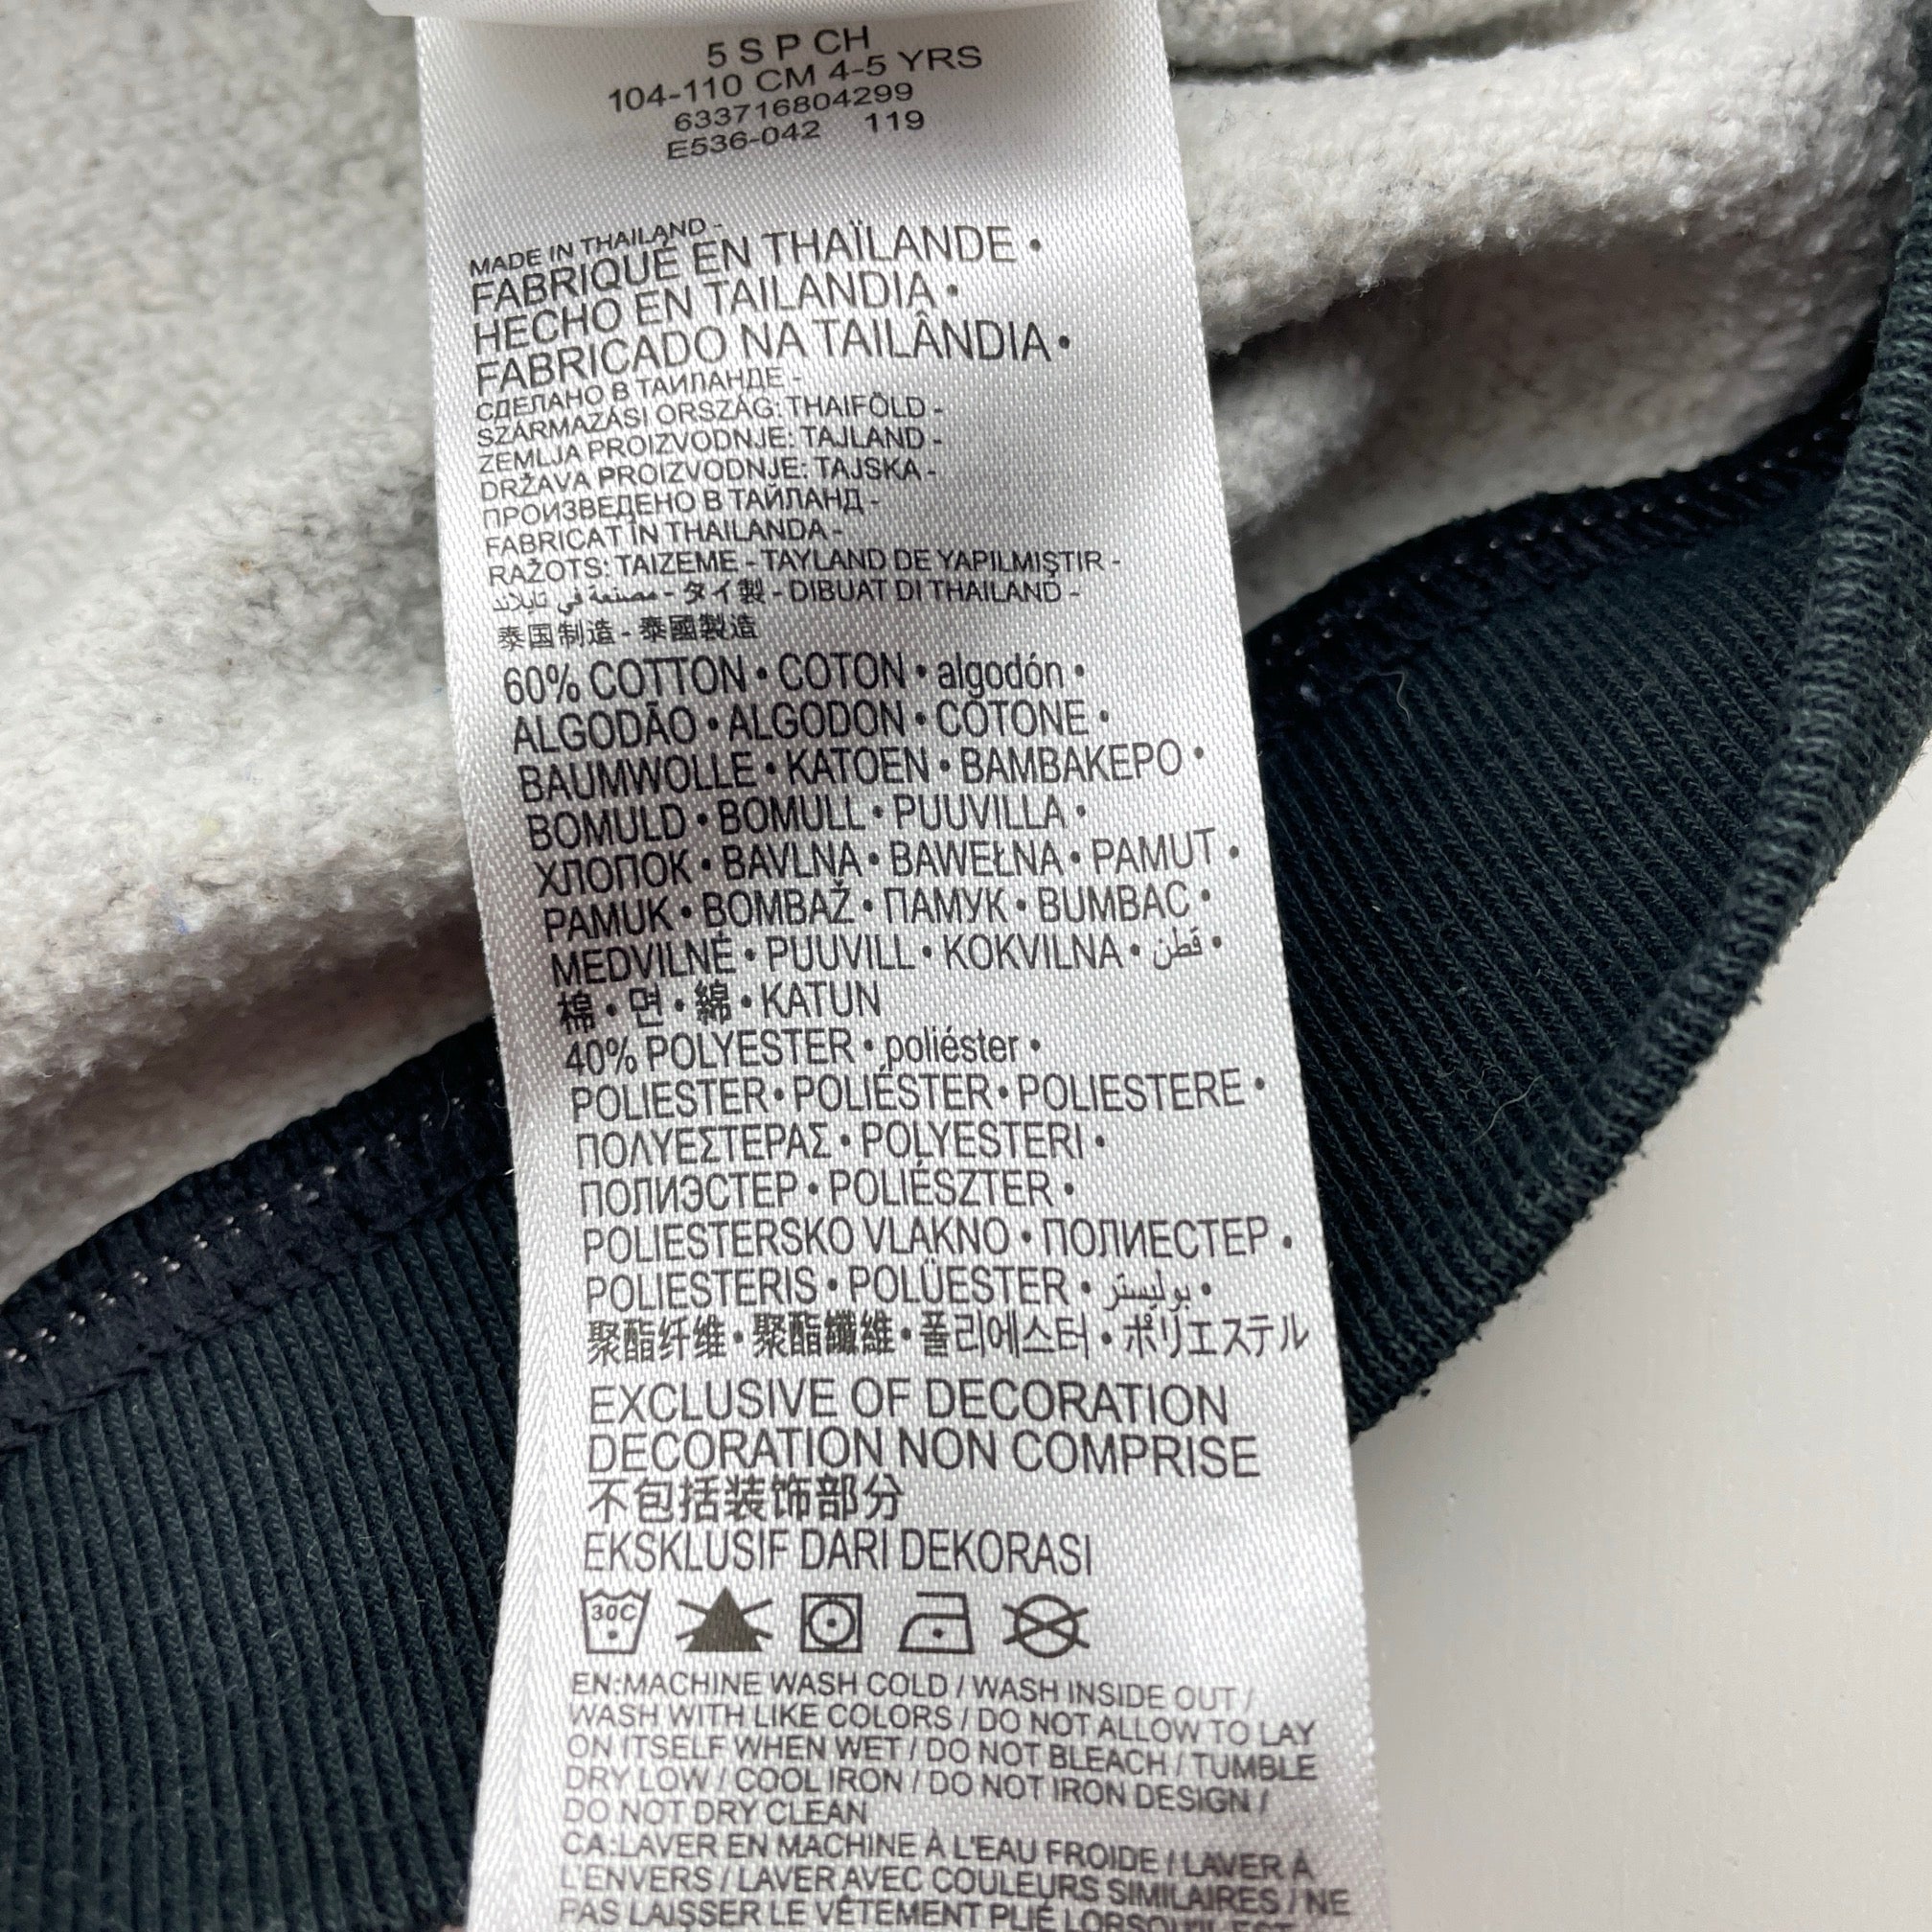 5 S P CH
104-110 CM 4-5 YRS
633716804299
E536-042 119
MADE IN THAILAND -
FABRIQUÉ EN THAÏLANDE •
HECHO EN TAILANDIA •
FABRICADO NA TAILÂNDIA •
СДЕЛАНО В ТАИЛАНДЕ -
SZÁRMAZÁSI ORSZÁG: THAIFÖLD -
ZEMLJA PROIZVODNJE: TAJLAND -
DRŽAVA PROIZVODNJE: TAJSKA -
ПРОИЗВЕДЕНО В ТАЙЛАНД -
FABRICAT ÎN THAILANDA -
RAŽOTS: TAIZEME - TAYLAND DE YAPILMIŞTIR -
مصنعة في تايلاند - タイ製 - DIBUAT DI THAILAND -
泰国制造 - 泰國製造
60% COTTON • COTON • algodón •
ALGODÃO • ALGODON • COTONE •
BAUMWOLLE • KATOEN • ΒΑΜΒΑΚΕΡΟ •
BOMULD • BOMULL • PUUVILLA •
ХЛОПОК • BAVLNA • BAWEŁNA • PAMUT •
PAMUK • BOMBAŽ • ПАМУК • BUMBAC •
MEDVILNĖ • PUUVILL • KOKVILNA • قطن •
棉 • 면 • 綿 • KATUN
40% POLYESTER • poliéster •
POLIESTER • POLIÉSTER • POLIESTERE •
ΠΟΛΥΕΣΤΕΡΑΣ • POLYESTERI •
ПОЛИЭСТЕР • POLIÉSZTER •
POLIESTERSKO VLAKNO • ПОЛИЕСТЕР •
POLIESTERIS • POLÜESTER • بوليستر •
聚酯纤维 • 聚酯纖維 • 폴리에스터 • ポリエステル
EXCLUSIVE OF DECORATION
DECORATION NON COMPRISE
不包括装饰部分
EKSKLUSIF DARI DEKORASI
30C
EN:MACHINE WASH COLD / WASH INSIDE OUT /
WASH WITH LIKE COLORS / DO NOT ALLOW TO LAY
ON ITSELF WHEN WET / DO NOT BLEACH / TUMBLE
DRY LOW / COOL IRON / DO NOT IRON DESIGN /
DO NOT DRY CLEAN
CA:LAVER EN MACHINE À L'EAU FROIDE / LAVER À
L'ENVERS / LAVER AVEC COULEURS SIMILAIRES / NE
PAS LAISSER LE VÊTEMENT PLIÉ LORSQU'IL EST